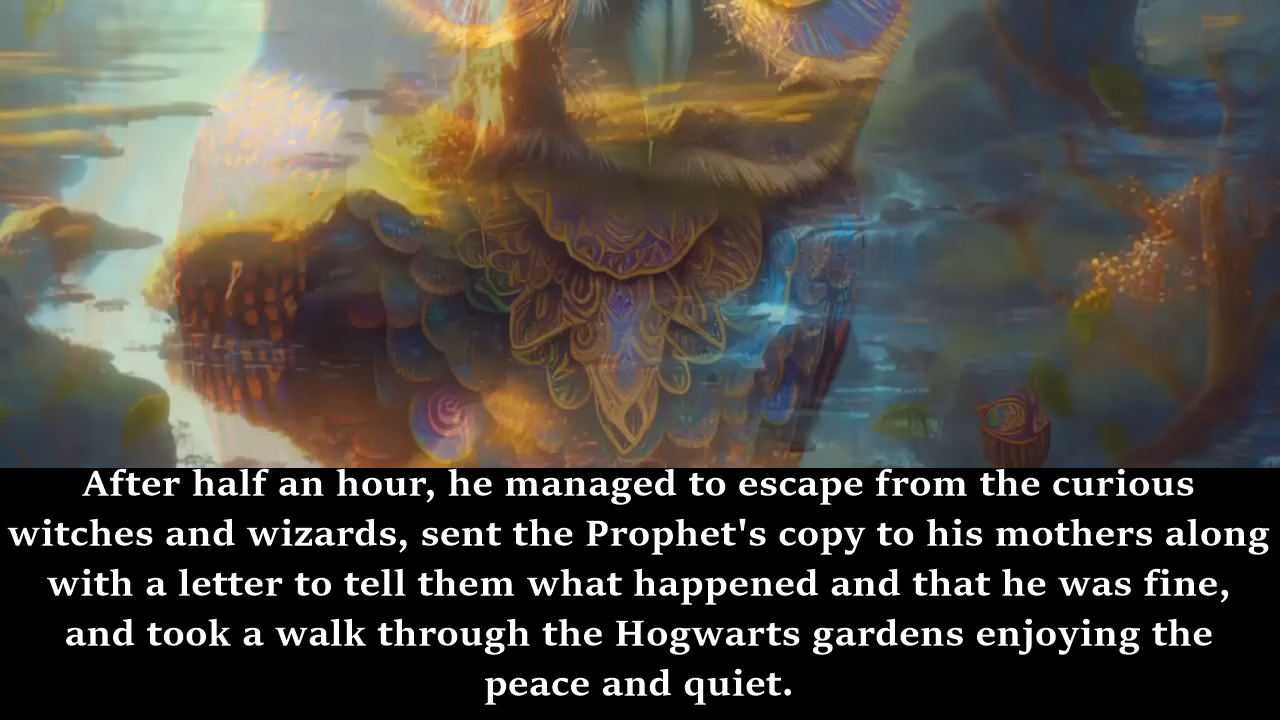 After half an hour, he managed to escape from the curious
witches and wizards, sent the Prophet's copy to his mothers along
with a letter to tell them what happened and that he was fine,
and took a walk through the Hogwarts gardens enjoying the
peace and quiet.